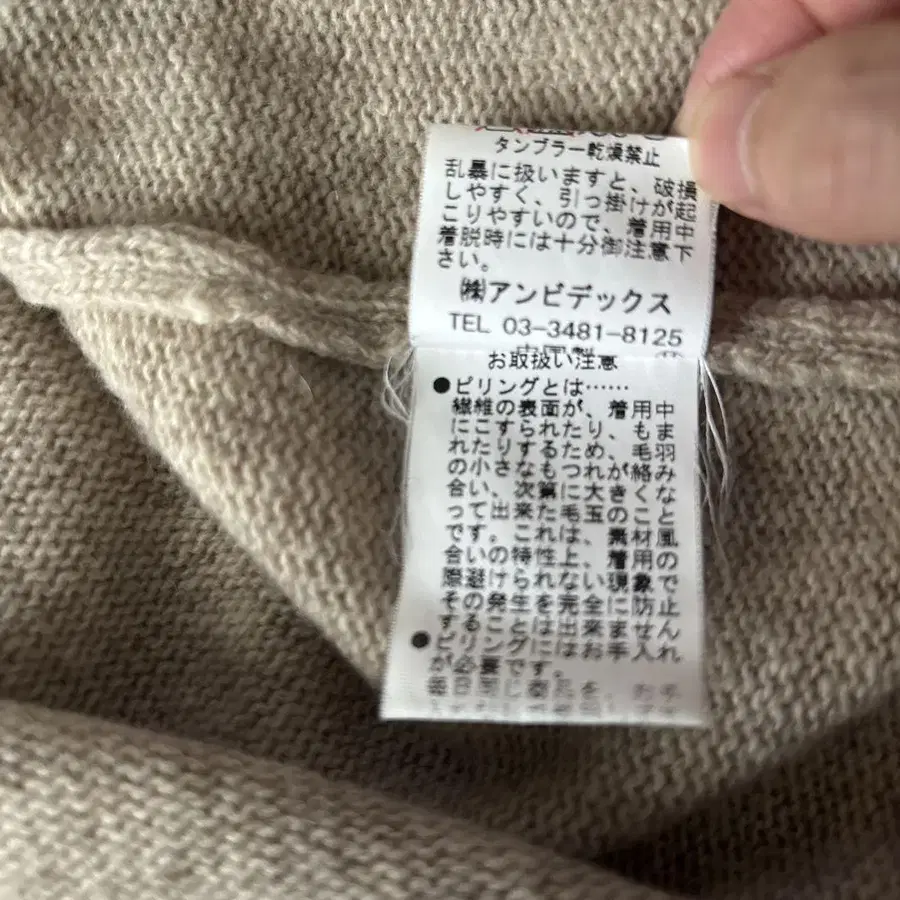 タンブラー乾燥禁止
乱暴に扱いますと、破損
しやすく、引っ掛けが起
こりやすいので、着用中
着脱時には十分御注意下
さい。
㈱アンビデックス
TEL 03-3481-8125
お取扱い注意
●ピリングとは……
繊維の表面が、着用中
にこすられたり、もま
れたりするため、毛羽
の小さなもつれが絡み
合い、次第に大きくな
って出来た毛玉のこと
です。これは、素材風
合いの特性上、着用の
際避けられない現象で
その発生を完全に防止
することは出来ません
●ピリングにはお手入れ
が必要です。